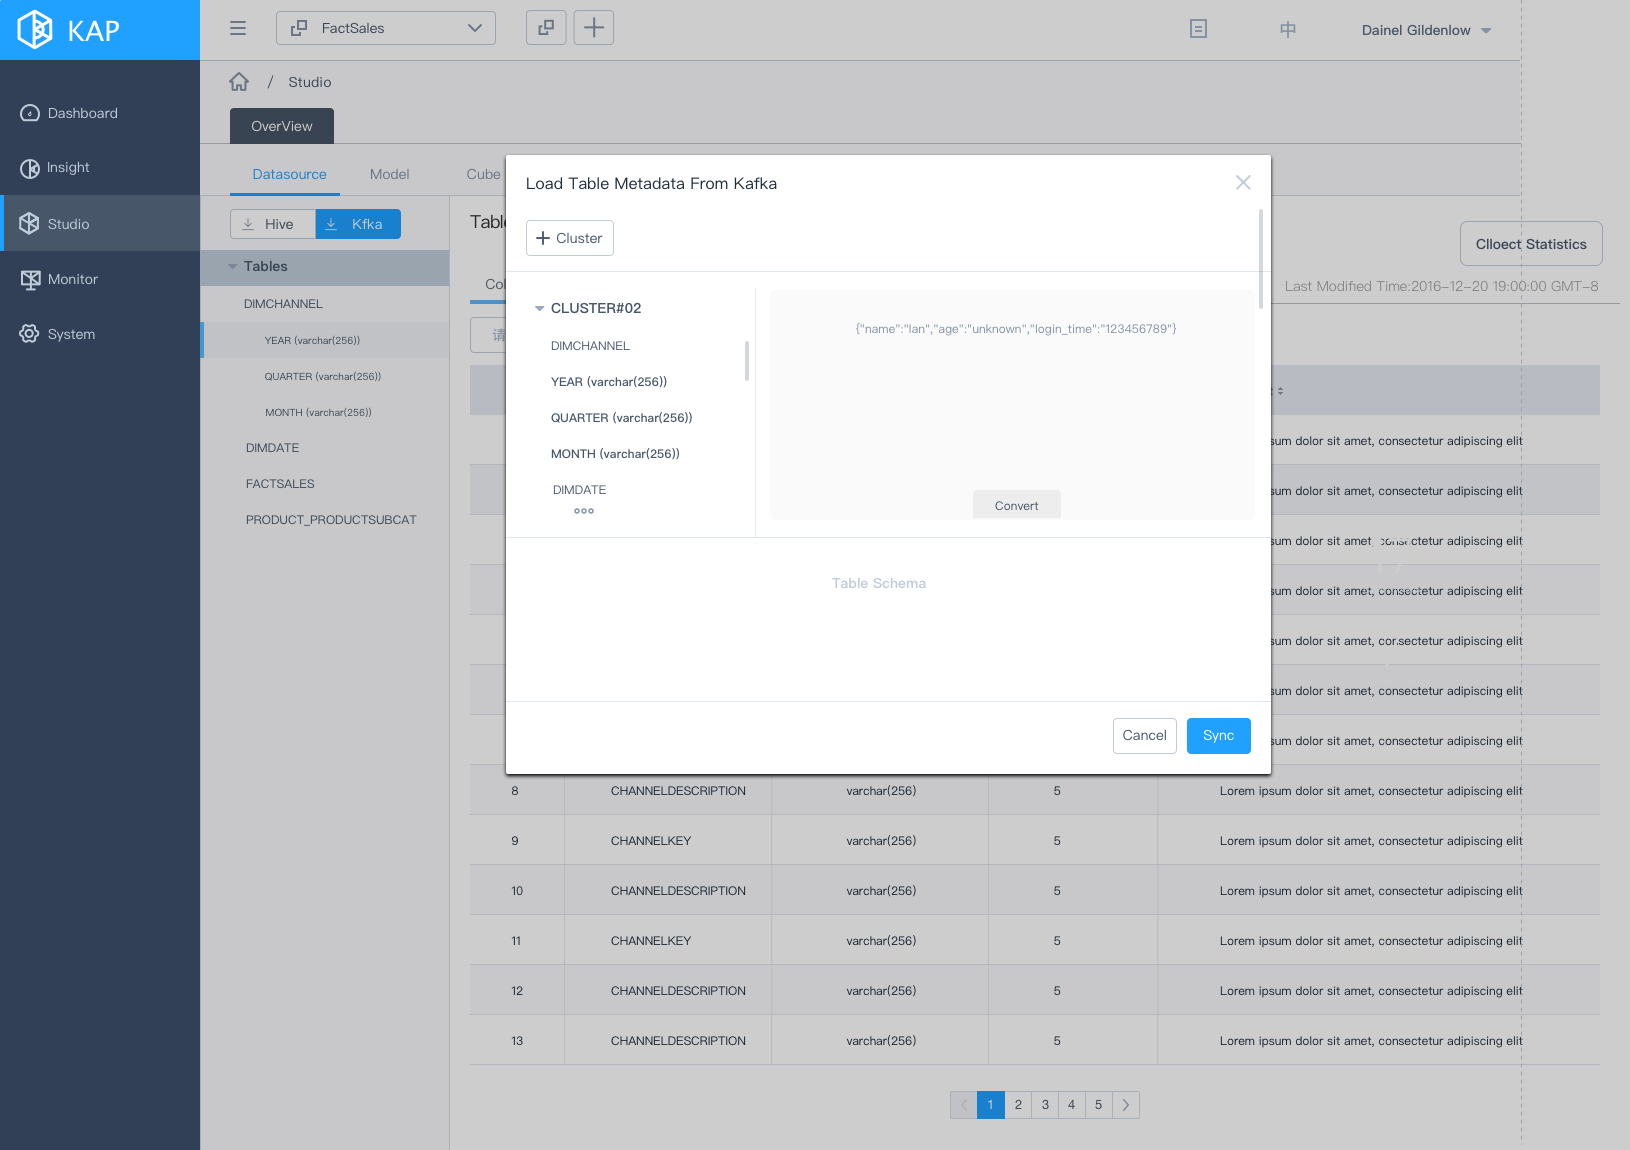 KAP
FactSales
中
Dainel Gildenlow
/ Studio
Dashboard
Insight
Studio
Monitor
System
OverView
Datasource
Model
Cube
Hive
Kfka
Tables
DIMCHANNEL
YEAR (varchar(256))
QUARTER (varchar(256))
MONTH (varchar(256))
DIMDATE
FACTSALES
PRODUCT_PRODUCTSUBCAT
Clloect Statistics
Last Modified Time:2016-12-20 19:00:00 GMT-8
请
Load Table Metadata From Kafka
+ Cluster
CLUSTER#02
DIMCHANNEL
YEAR (varchar(256))
QUARTER (varchar(256))
MONTH (varchar(256))
DIMDATE
{"name":"Ian","age":"unknown","login_time":"123456789"}
Convert
Table Schema
Cancel
Sync
dolor sit amet, consectetur adipiscing elit
dolor sit amet, consectetur adipiscing elit
dolor sit amet, consectetur adipiscing elit
dolor sit amet, consectetur adipiscing elit
dolor sit amet, consectetur adipiscing elit
dolor sit amet, consectetur adipiscing elit
dolor sit amet, consectetur adipiscing elit
8 CHANNELDESCRIPTION varchar(256) 5 Lorem ipsum dolor sit amet, consectetur adipiscing elit
9 CHANNELKEY varchar(256) 5 Lorem ipsum dolor sit amet, consectetur adipiscing elit
10 CHANNELDESCRIPTION varchar(256) 5 Lorem ipsum dolor sit amet, consectetur adipiscing elit
11 CHANNELKEY varchar(256) 5 Lorem ipsum dolor sit amet, consectetur adipiscing elit
12 CHANNELDESCRIPTION varchar(256) 5 Lorem ipsum dolor sit amet, consectetur adipiscing elit
13 CHANNELDESCRIPTION varchar(256) 5 Lorem ipsum dolor sit amet, consectetur adipiscing elit
1 2 3 4 5